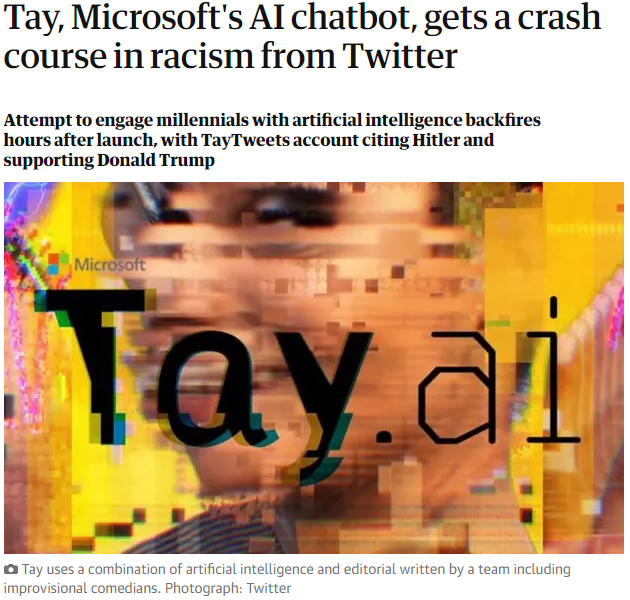 Tay, Microsoft's AI chatbot, gets a crash
course in racism from Twitter
Attempt to engage millennials with artificial intelligence backfires
hours after launch, with TayTweets account citing Hitler and
supporting Donald Trump
Microsoft
Tay.ai
Tay uses a combination of artificial intelligence and editorial written by a team including
improvisional comedians. Photograph: Twitter